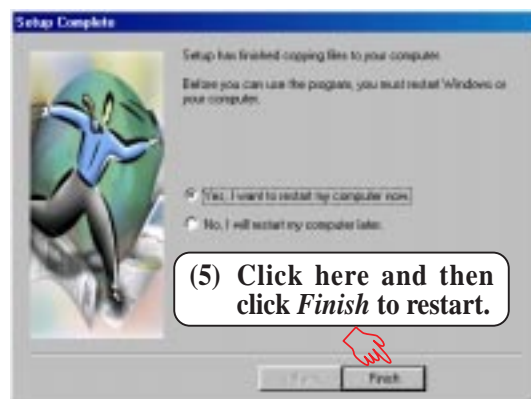 Setup Complete
Setup has finished copying files to your computer.
Before you can use the program, you must restart Windows or
your computer.
Yes, I want to restart my computer now.
No, I will restart my computer later.
(5) Click here and then
click Finish to restart.
Finish